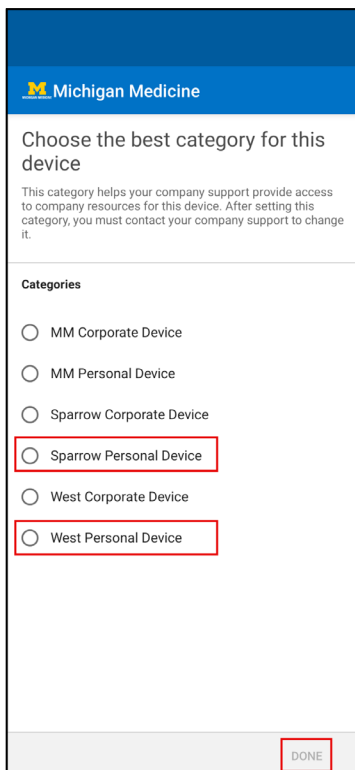 Michigan Medicine
Choose the best category for this
device
This category helps your company support provide access
to company resources for this device. After setting this
category, you must contact your company support to change
it.
Categories
MM Corporate Device
MM Personal Device
Sparrow Corporate Device
Sparrow Personal Device
West Corporate Device
West Personal Device
DONE